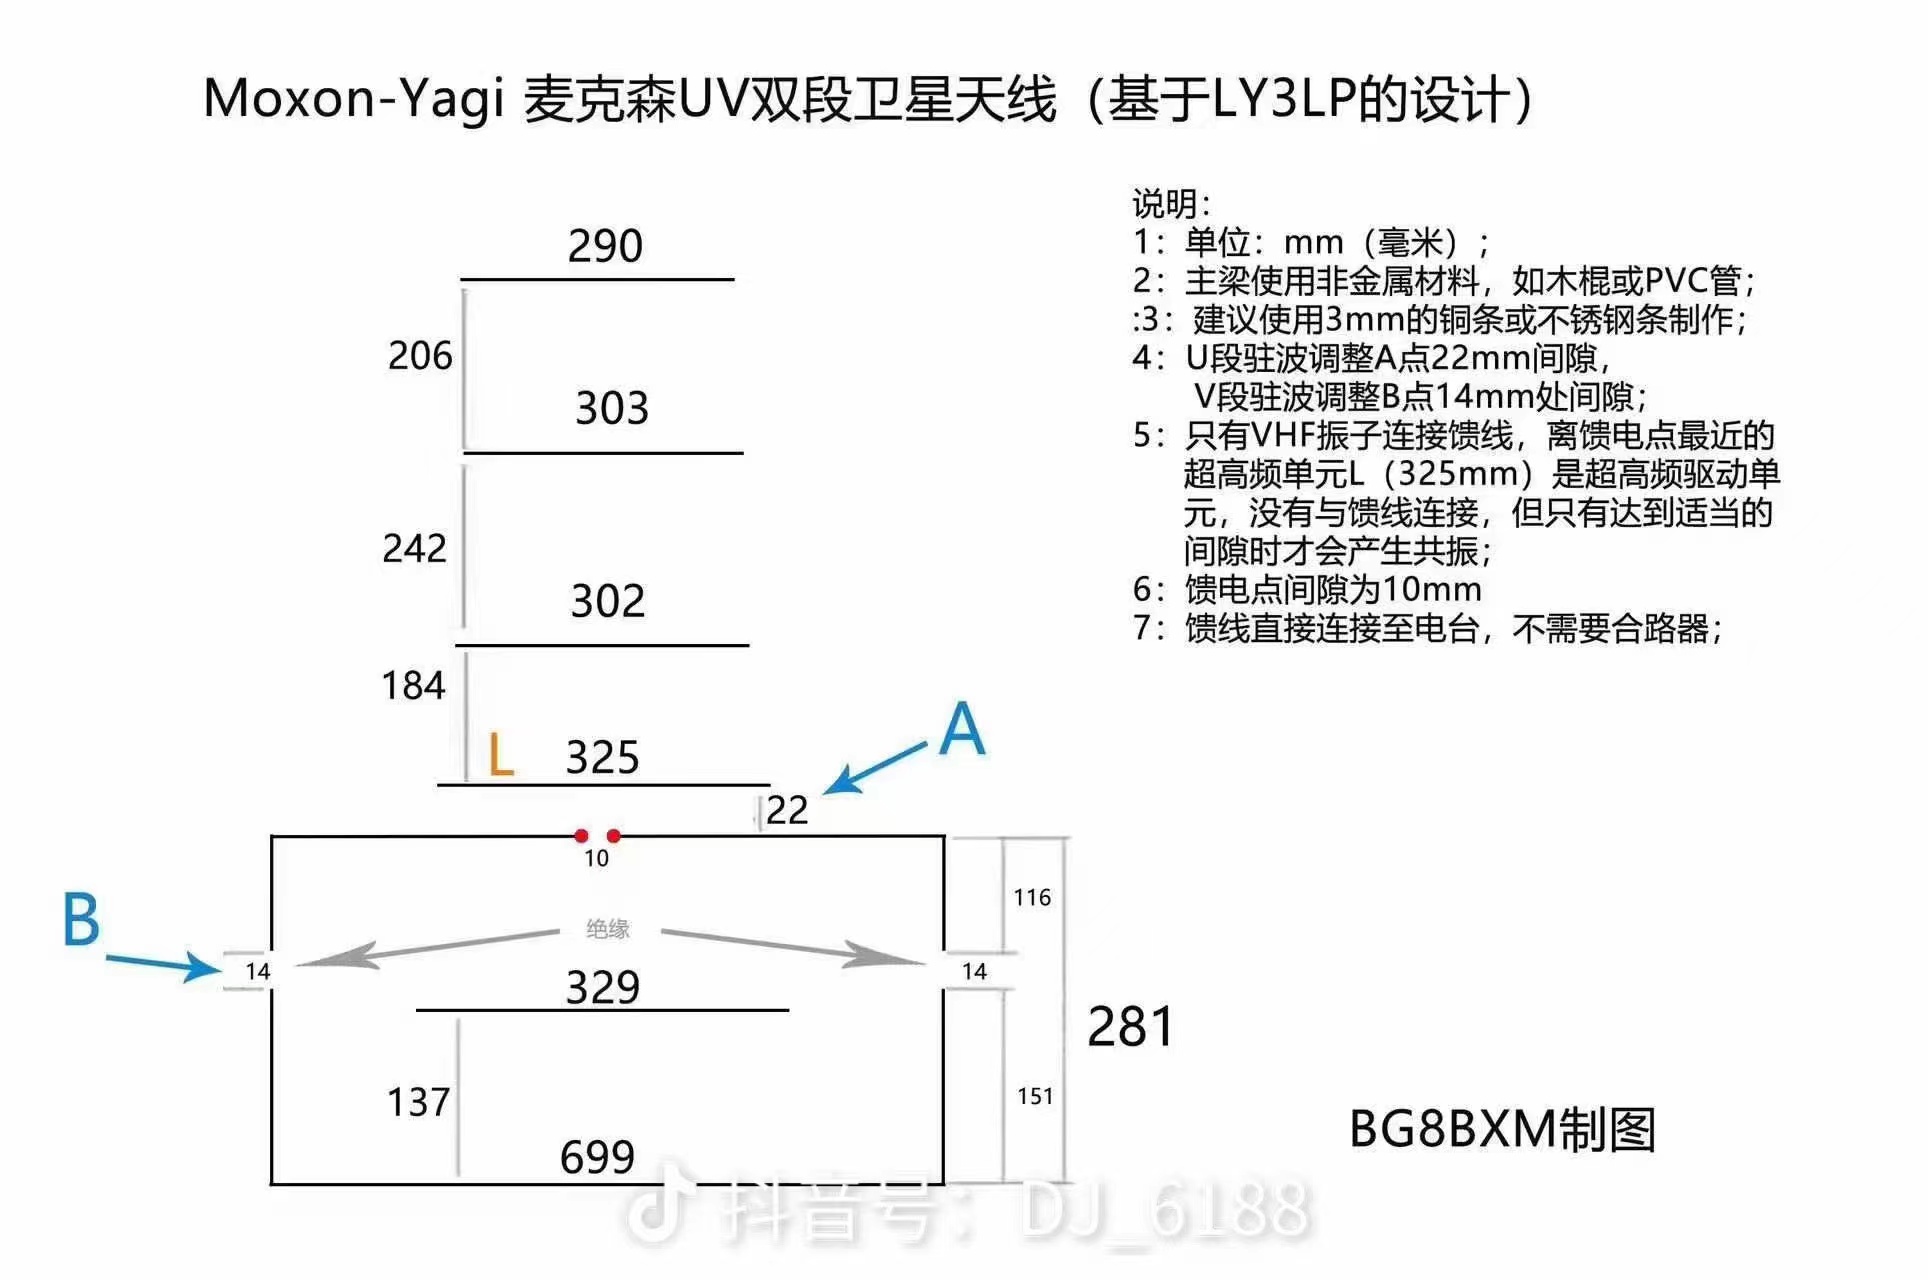 Moxon-Yagi 麦克森UV双段卫星天线（基于LY3LP的设计）
说明：
1：单位：mm（毫米）；
2：主梁使用非金属材料，如木棍或PVC管；
:3：建议使用3mm的铜条或不锈钢条制作；
4：U段驻波调整A点22mm间隙，
V段驻波调整B点14mm处间隙；
5：只有VHF振子连接馈线，离馈电点最近的
超高频单元L（325mm）是超高频驱动单
元，没有与馈线连接，但只有达到适当的
间隙时才会产生共振；
6：馈电点间隙为10mm
7：馈线直接连接至电台，不需要合路器；
290
206
303
242
302
184
L
325
A
22
10
116
B
绝缘
14
14
329
281
137
151
699
BG8BXM制图
抖音号：DJ_6188